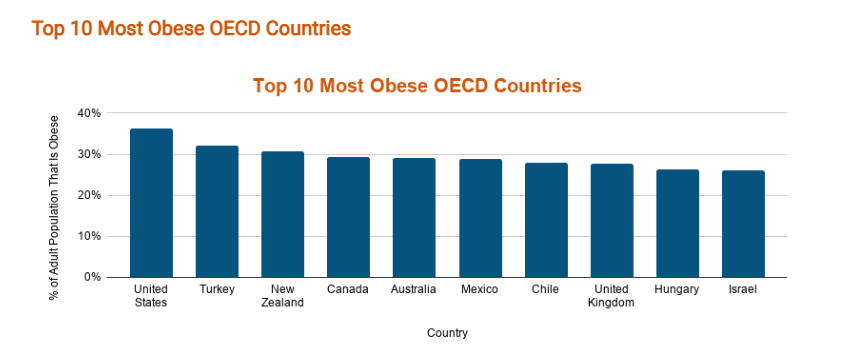 Top 10 Most Obese OECD Countries
Top 10 Most Obese OECD Countries
% of Adult Population That Is Obese
40%
30%
20%
10%
0%
United States
Turkey
New Zealand
Canada
Australia
Mexico
Chile
United Kingdom
Hungary
Israel
Country